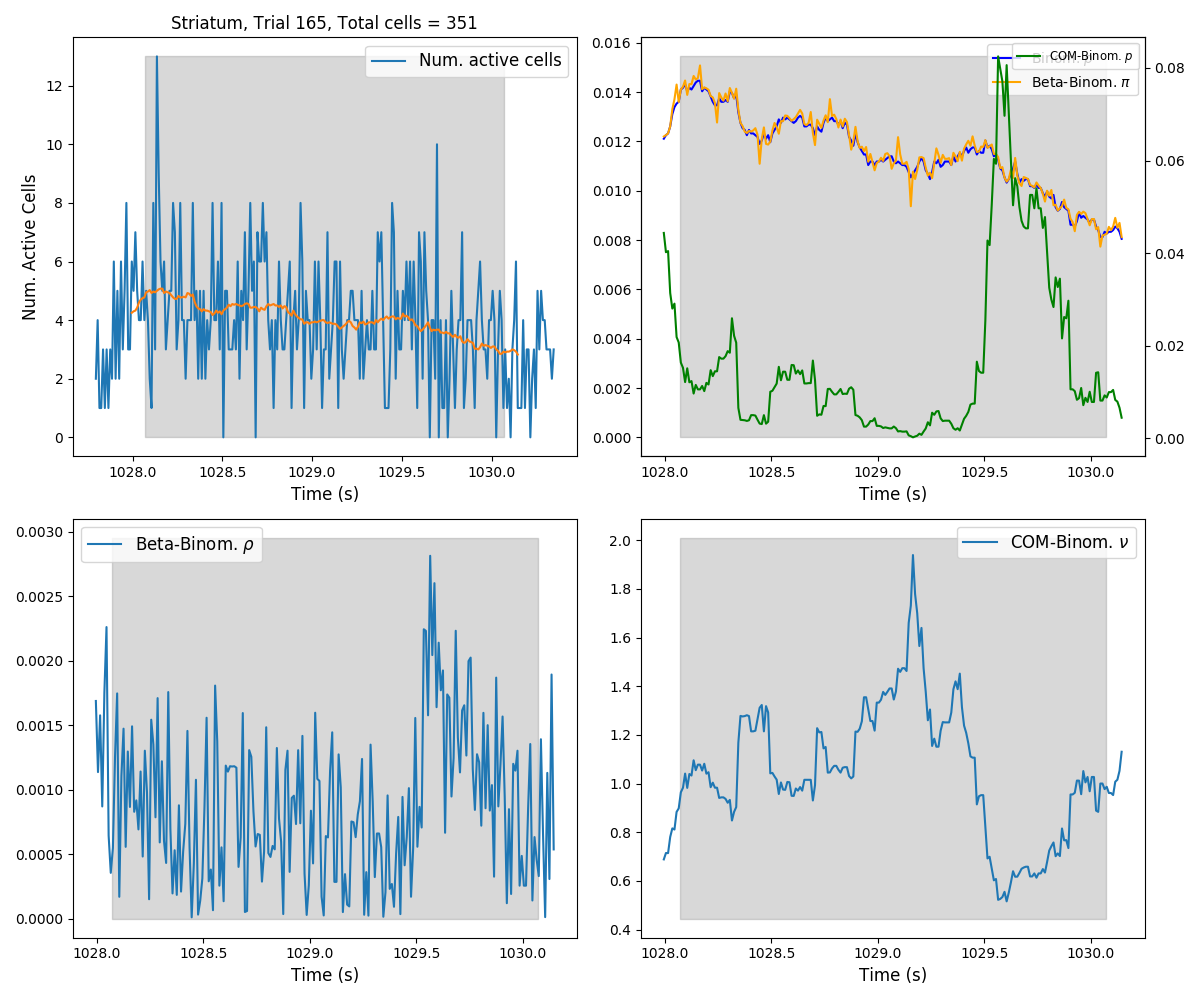 Striatum, Trial 165, Total cells = 351
Num. active cells
Num. Active Cells
12
10
8
6
4
2
0
1028.0 1028.5 1029.0 1029.5 1030.0
Time (s)
COM-Binom. p
Binom. p
Beta-Binom. π
0.016
0.014
0.012
0.010
0.008
0.006
0.004
0.002
0.000
0.08
0.06
0.04
0.02
0.00
1028.0 1028.5 1029.0 1029.5 1030.0
Time (s)
Beta-Binom. ρ
0.0030
0.0025
0.0020
0.0015
0.0010
0.0005
0.0000
1028.0 1028.5 1029.0 1029.5 1030.0
Time (s)
COM-Binom. ν
2.0
1.8
1.6
1.4
1.2
1.0
0.8
0.6
0.4
1028.0 1028.5 1029.0 1029.5 1030.0
Time (s)